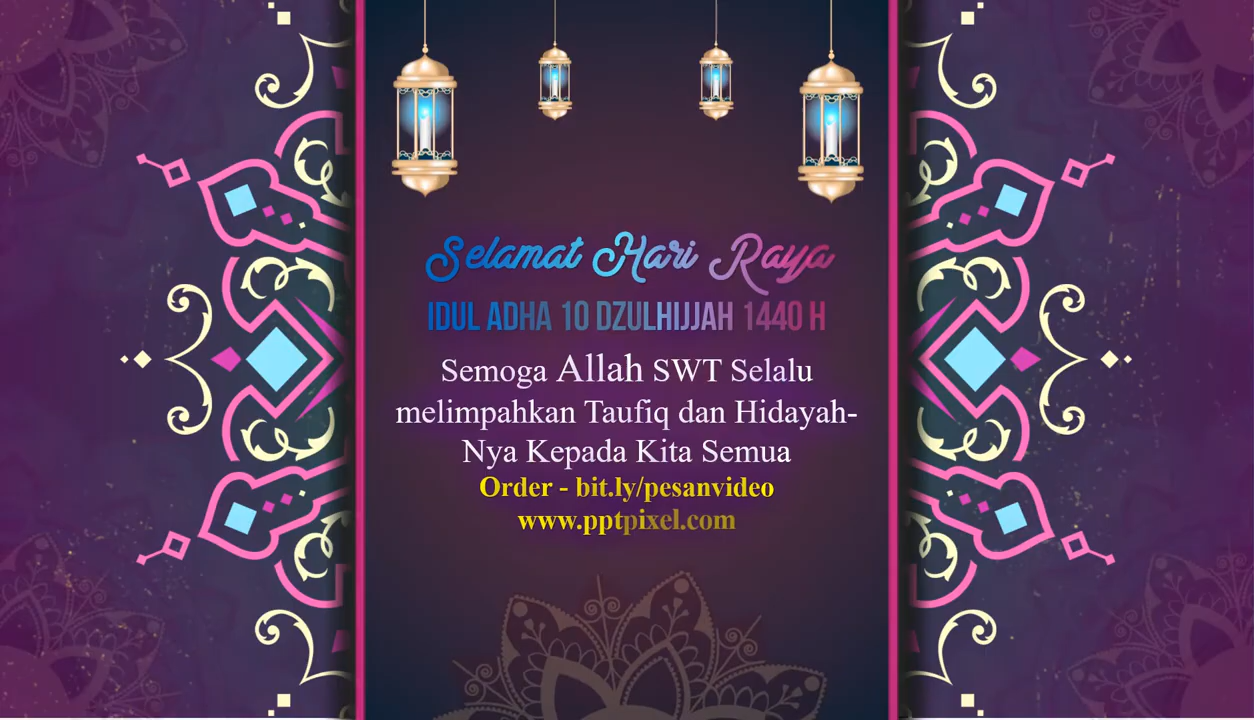 Selamat Hari Raya
IDUL ADHA 10 DZULHIJJAH 1440 H
Semoga Allah SWT Selalu
melimpahkan Taufiq dan Hidayah-
Nya Kepada Kita Semua
Order - bit.ly/pesanvideo
www.pptpixel.com